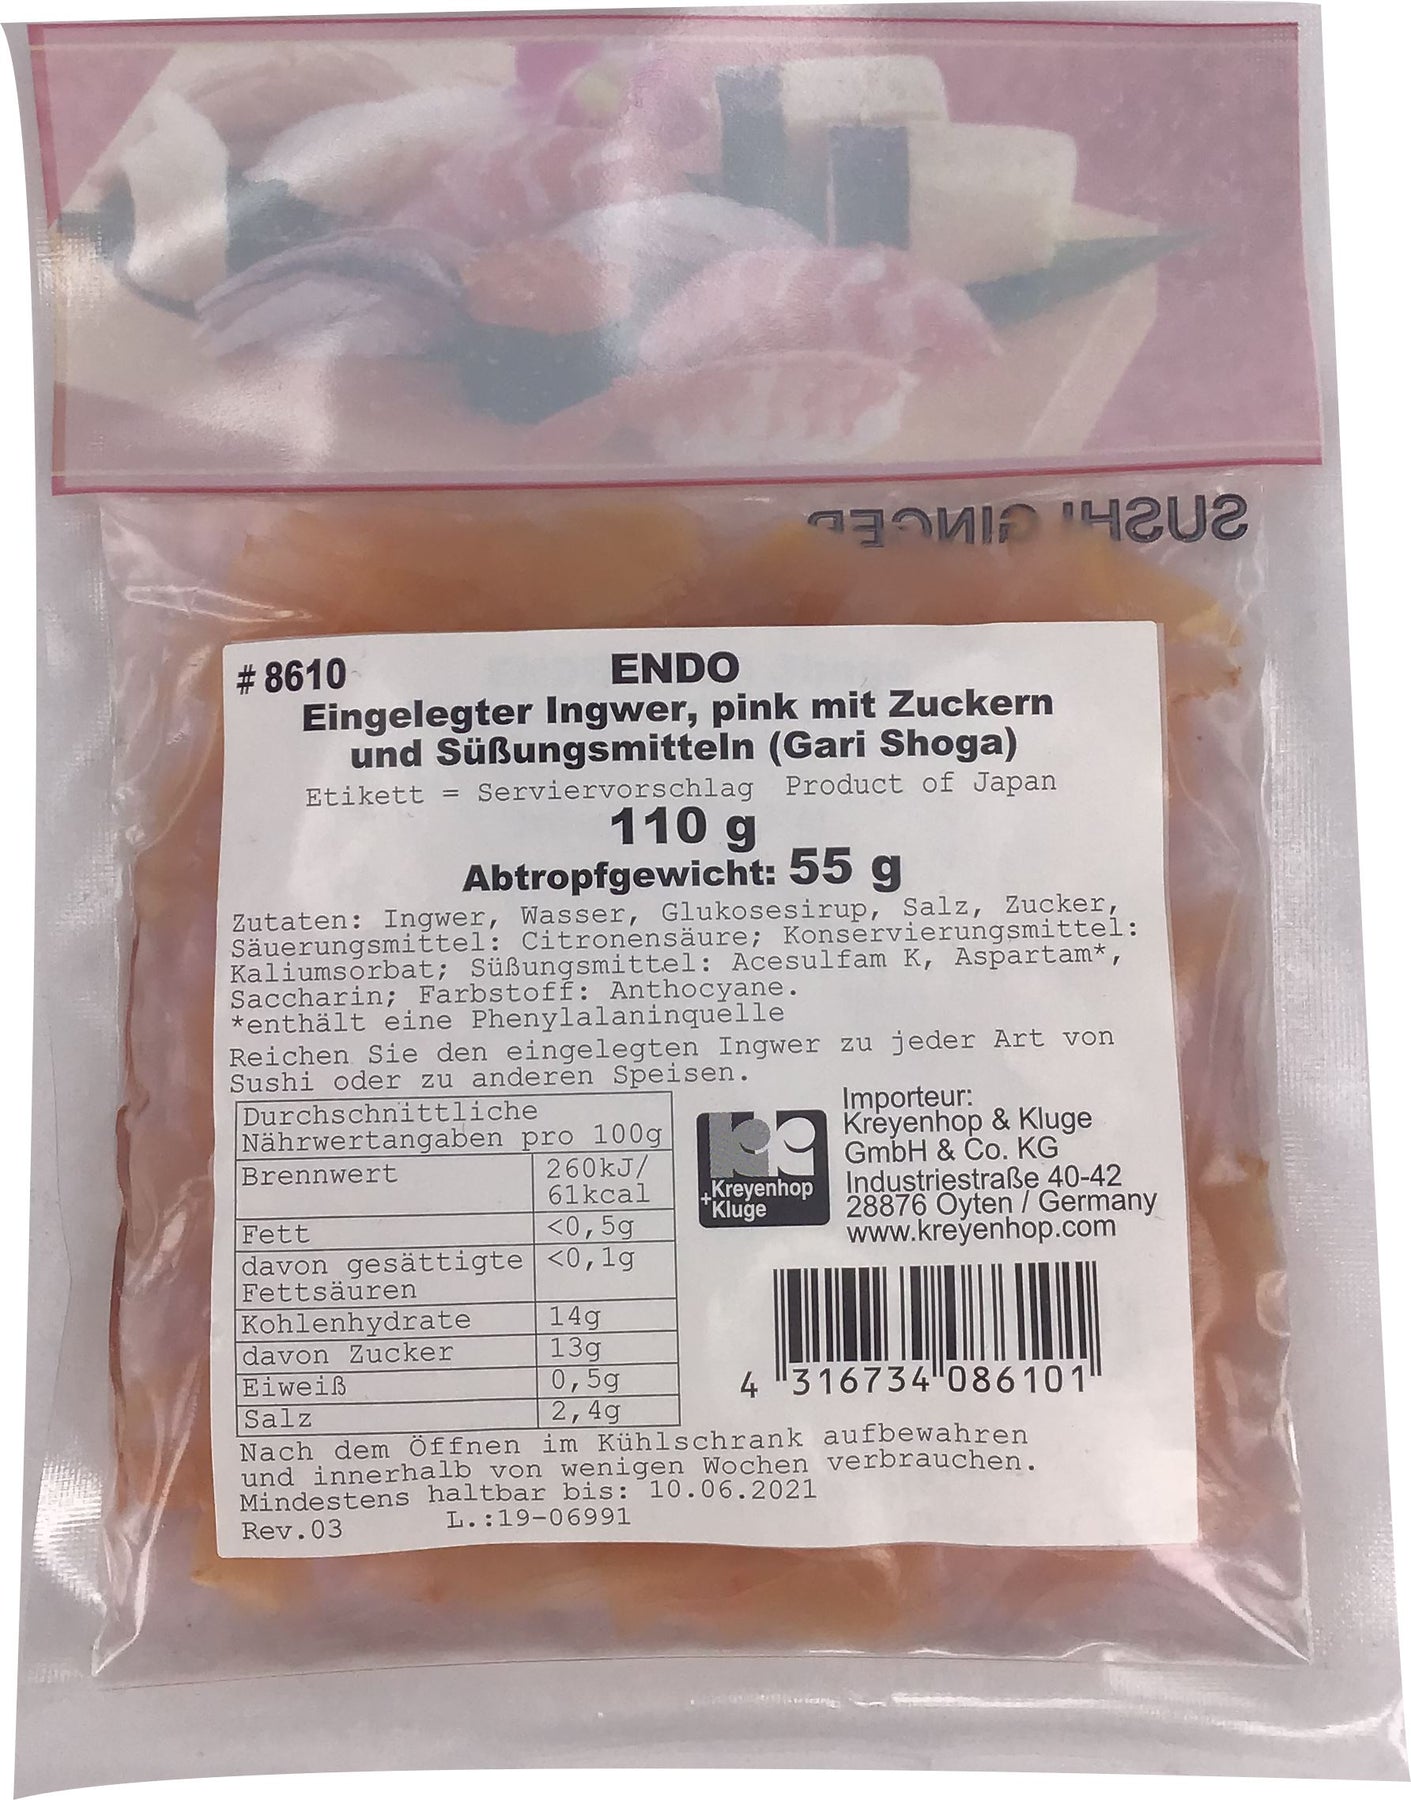 SUSHI GINGER
# 8610
ENDO
Eingelegter Ingwer, pink mit Zuckern
und Süßungsmitteln (Gari Shoga)
Etikett = Serviervorschlag Product of Japan
110 g
Abtropfgewicht: 55 g
Zutaten: Ingwer, Wasser, Glukosesirup, Salz, Zucker,
Säuerungsmittel: Citronensäure; Konservierungsmittel:
Kaliumsorbat; Süßungsmittel: Acesulfam K, Aspartam*,
Saccharin; Farbstoff: Anthocyane.
*enthält eine Phenylalaninquelle
Reichen Sie den eingelegten Ingwer zu jeder Art von
Sushi oder zu anderen Speisen.
Durchschnittliche
Nährwertangaben pro 100g
Brennwert 260kJ/
61kcal
Fett <0,5g
davon gesättigte <0,1g
Fettsäuren
Kohlenhydrate 14g
davon Zucker 13g
Eiweiß 0,5g
Salz 2,4g
+Kreyenhop
Kluge
Importeur:
Kreyenhop & Kluge
GmbH & Co. KG
Industriestraße 40-42
28876 Oyten / Germany
www.kreyenhop.com
4 316734 086101
Nach dem Öffnen im Kühlschrank aufbewahren
und innerhalb von wenigen Wochen verbrauchen.
Mindestens haltbar bis: 10.06.2021
Rev.03 L.:19-06991